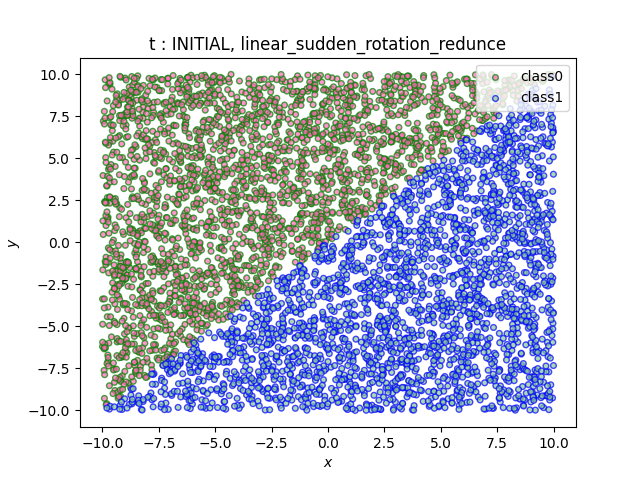 t : INITIAL, linear_sudden_rotation_redunce
class0
class1
10.0
7.5
5.0
2.5
0.0
−2.5
−5.0
−7.5
−10.0
y
−10.0 −7.5 −5.0 −2.5 0.0 2.5 5.0 7.5 10.0
x